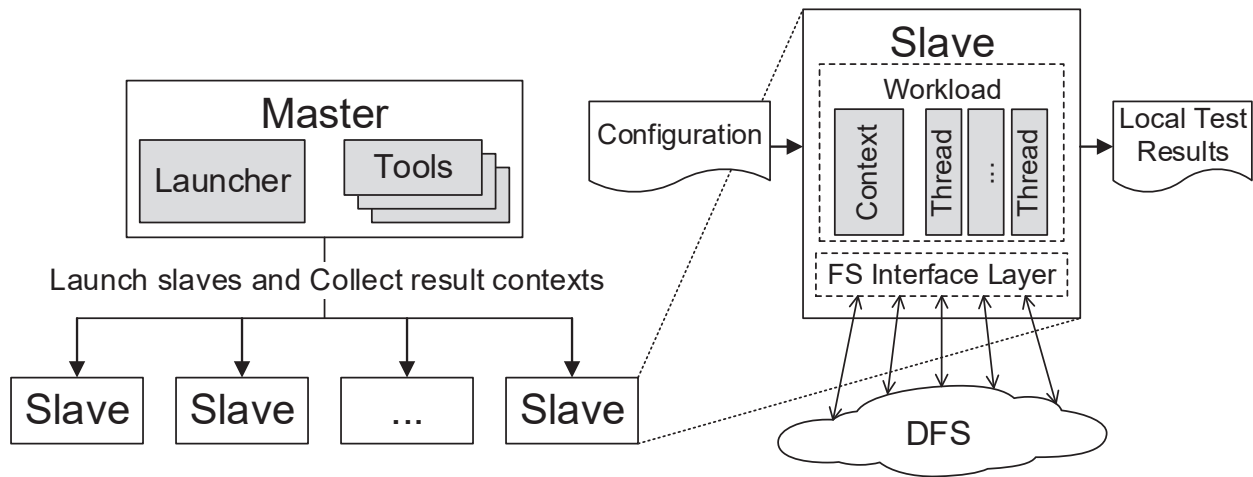 Master
Launcher
Tools
Launch slaves and Collect result contexts
Slave
Slave
...
Slave
Configuration
Slave
Workload
Context
Thread
...
Thread
FS Interface Layer
DFS
Local Test
Results